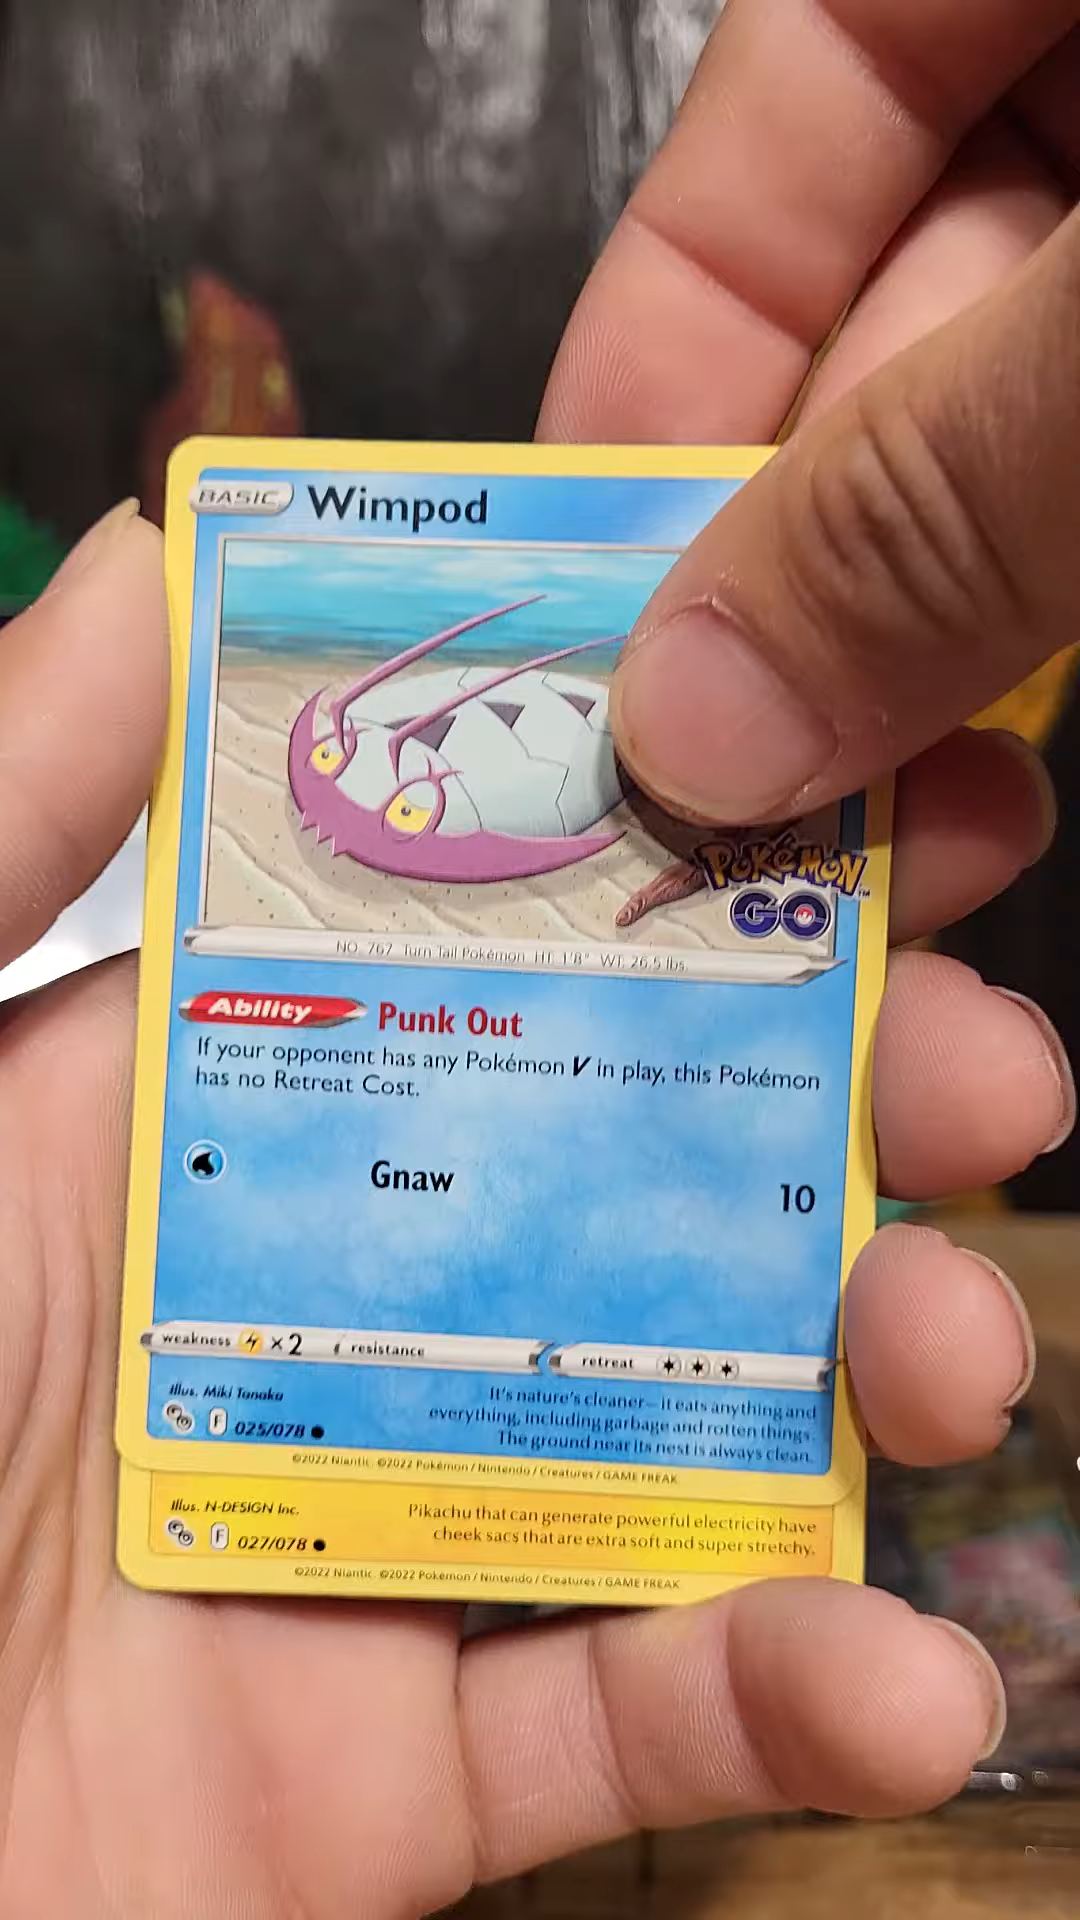 BASIC Wimpod
POKÉMON
GO
NO. 767 Turn Tail Pokémon HT: 1'8" WT: 26.5 lbs.
Ability Punk Out
If your opponent has any Pokémon V in play, this Pokémon
has no Retreat Cost.
Gnaw 10
weakness ×2 resistance retreat
Illus. Miki Tanaka
F 025/078
It's nature's cleaner—it eats anything and
everything, including garbage and rotten things.
The ground near its nest is always clean.
©2022 Niantic. ©2022 Pokémon / Nintendo / Creatures / GAME FREAK
Illus. N-DESIGN Inc.
F 027/078
Pikachu that can generate powerful electricity have
cheek sacs that are extra soft and super stretchy.
©2022 Niantic. ©2022 Pokémon / Nintendo / Creatures / GAME FREAK